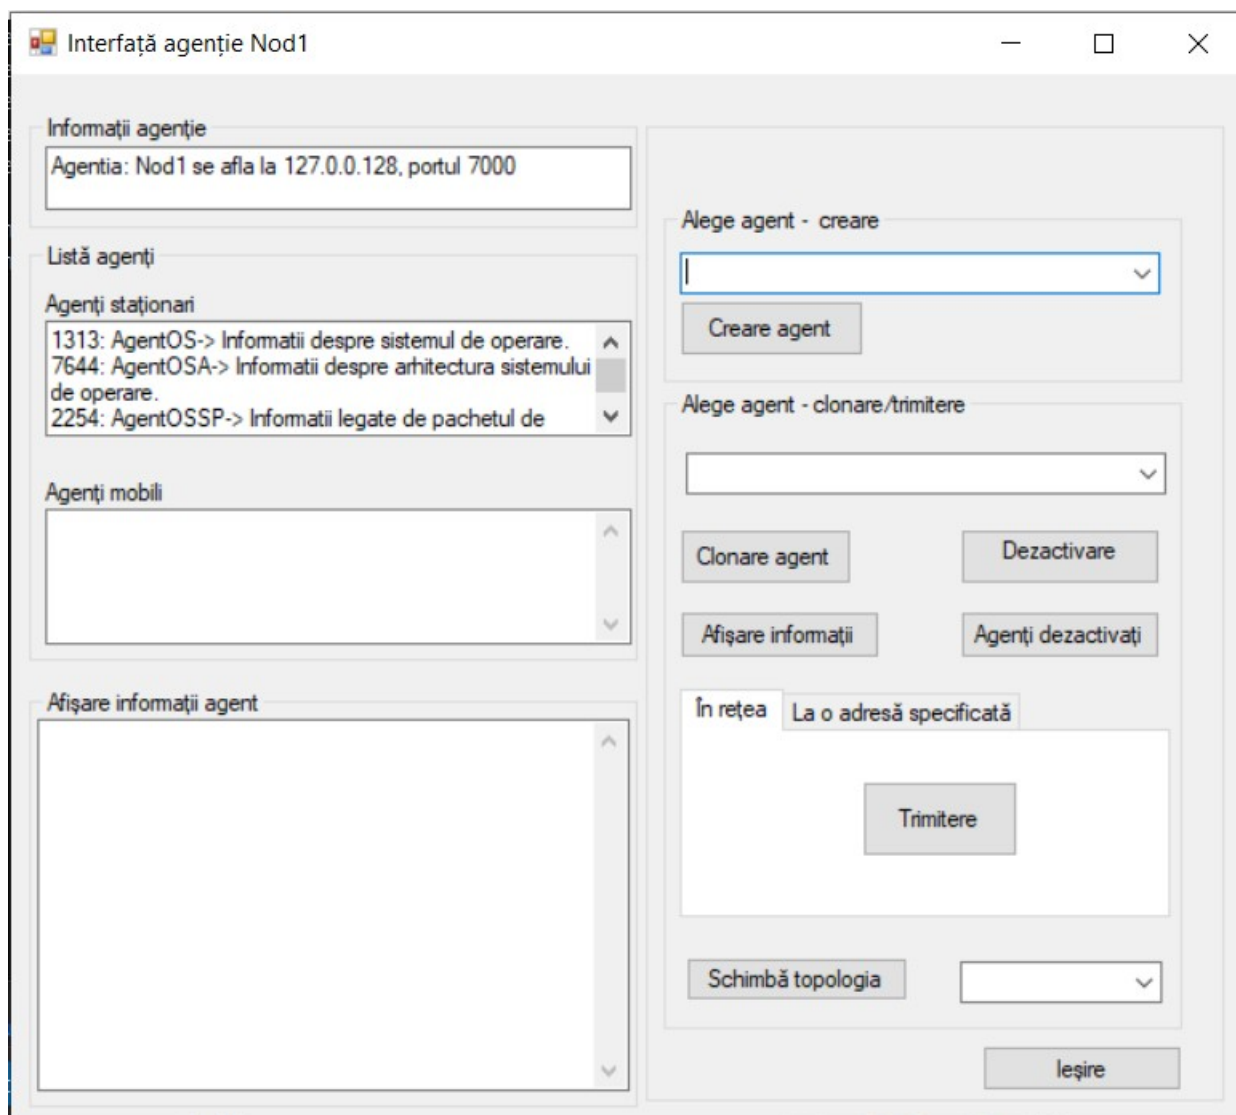 Interfață agenție Nod1
Informații agenție
Agentia: Nod1 se afla la 127.0.0.128, portul 7000
Listă agenți
Agenți staționari
1313: AgentOS-> Informatii despre sistemul de operare.
7644: AgentOSA-> Informatii despre arhitectura sistemului
de operare.
2254: AgentOSSP-> Informatii legate de pachetul de
Agenți mobili
Afișare informații agent
Alege agent - creare
Creare agent
Alege agent - clonare/trimitere
Clonare agent
Dezactivare
Afișare informații
Agenți dezactivați
În rețea
La o adresă specificată
Trimitere
Schimbă topologia
Ieșire